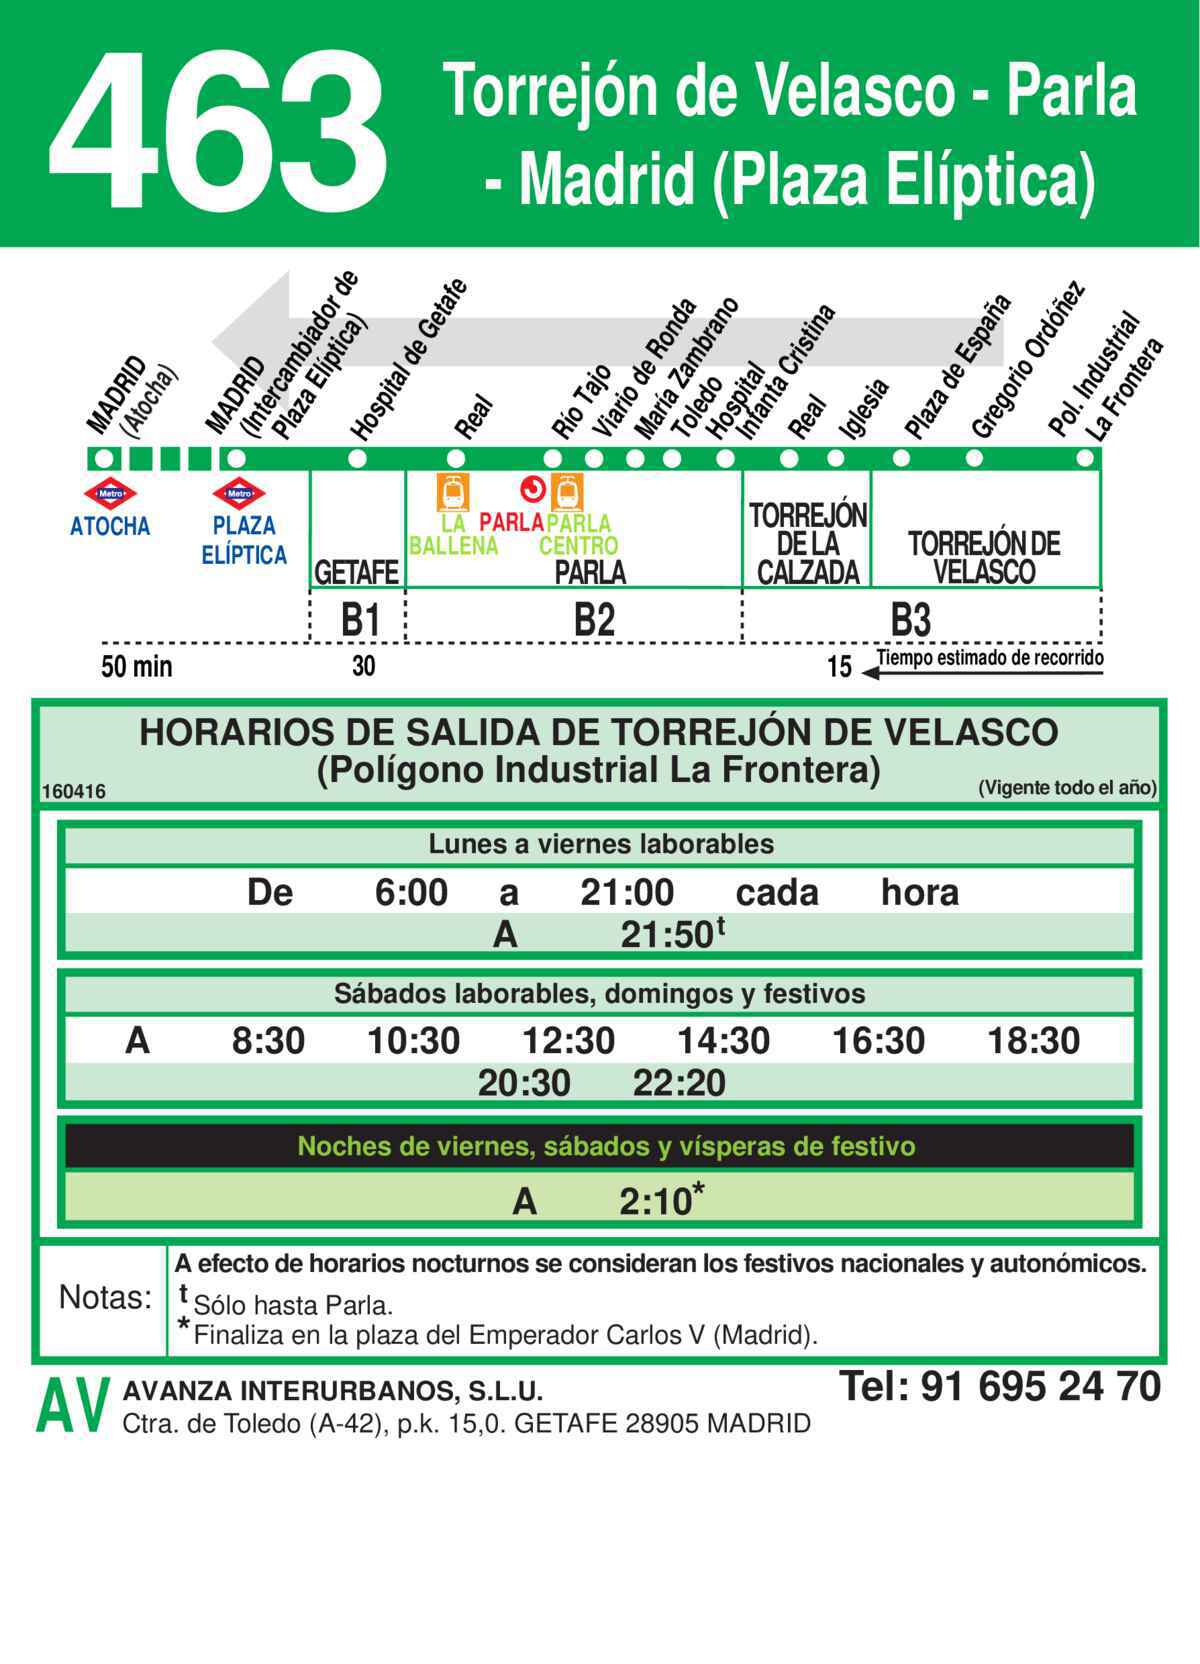 463
Torrejón de Velasco - Parla
- Madrid (Plaza Elíptica)
MADRID
(Atocha)
MADRID
(Intercambiador de
Plaza Elíptica)
Hospital de Getafe
Real
Río Tajo
Viario de Ronda
María Zambrano
Toledo
Hospital
Infanta Cristina
Real
Iglesia
Plaza de España
Gregorio Ordóñez
Pol. Industrial
La Frontera
Metro
ATOCHA
Metro
PLAZA
ELÍPTICA
LA
BALLENA
PARLA
PARLA
CENTRO
GETAFE
PARLA
TORREJÓN
DE LA
CALZADA
TORREJÓN DE
VELASCO
B1
B2
B3
50 min
30
15
Tiempo estimado de recorrido
HORARIOS DE SALIDA DE TORREJÓN DE VELASCO
(Polígono Industrial La Frontera)
160416
(Vigente todo el año)
Lunes a viernes laborables
De 6:00 a 21:00 cada hora
A 21:50t
Sábados laborables, domingos y festivos
A 8:30 10:30 12:30 14:30 16:30 18:30
20:30 22:20
Noches de viernes, sábados y vísperas de festivo
A 2:10*
Notas:
A efecto de horarios nocturnos se consideran los festivos nacionales y autonómicos.
t Sólo hasta Parla.
* Finaliza en la plaza del Emperador Carlos V (Madrid).
AV
AVANZA INTERURBANOS, S.L.U.
Ctra. de Toledo (A-42), p.k. 15,0. GETAFE 28905 MADRID
Tel: 91 695 24 70